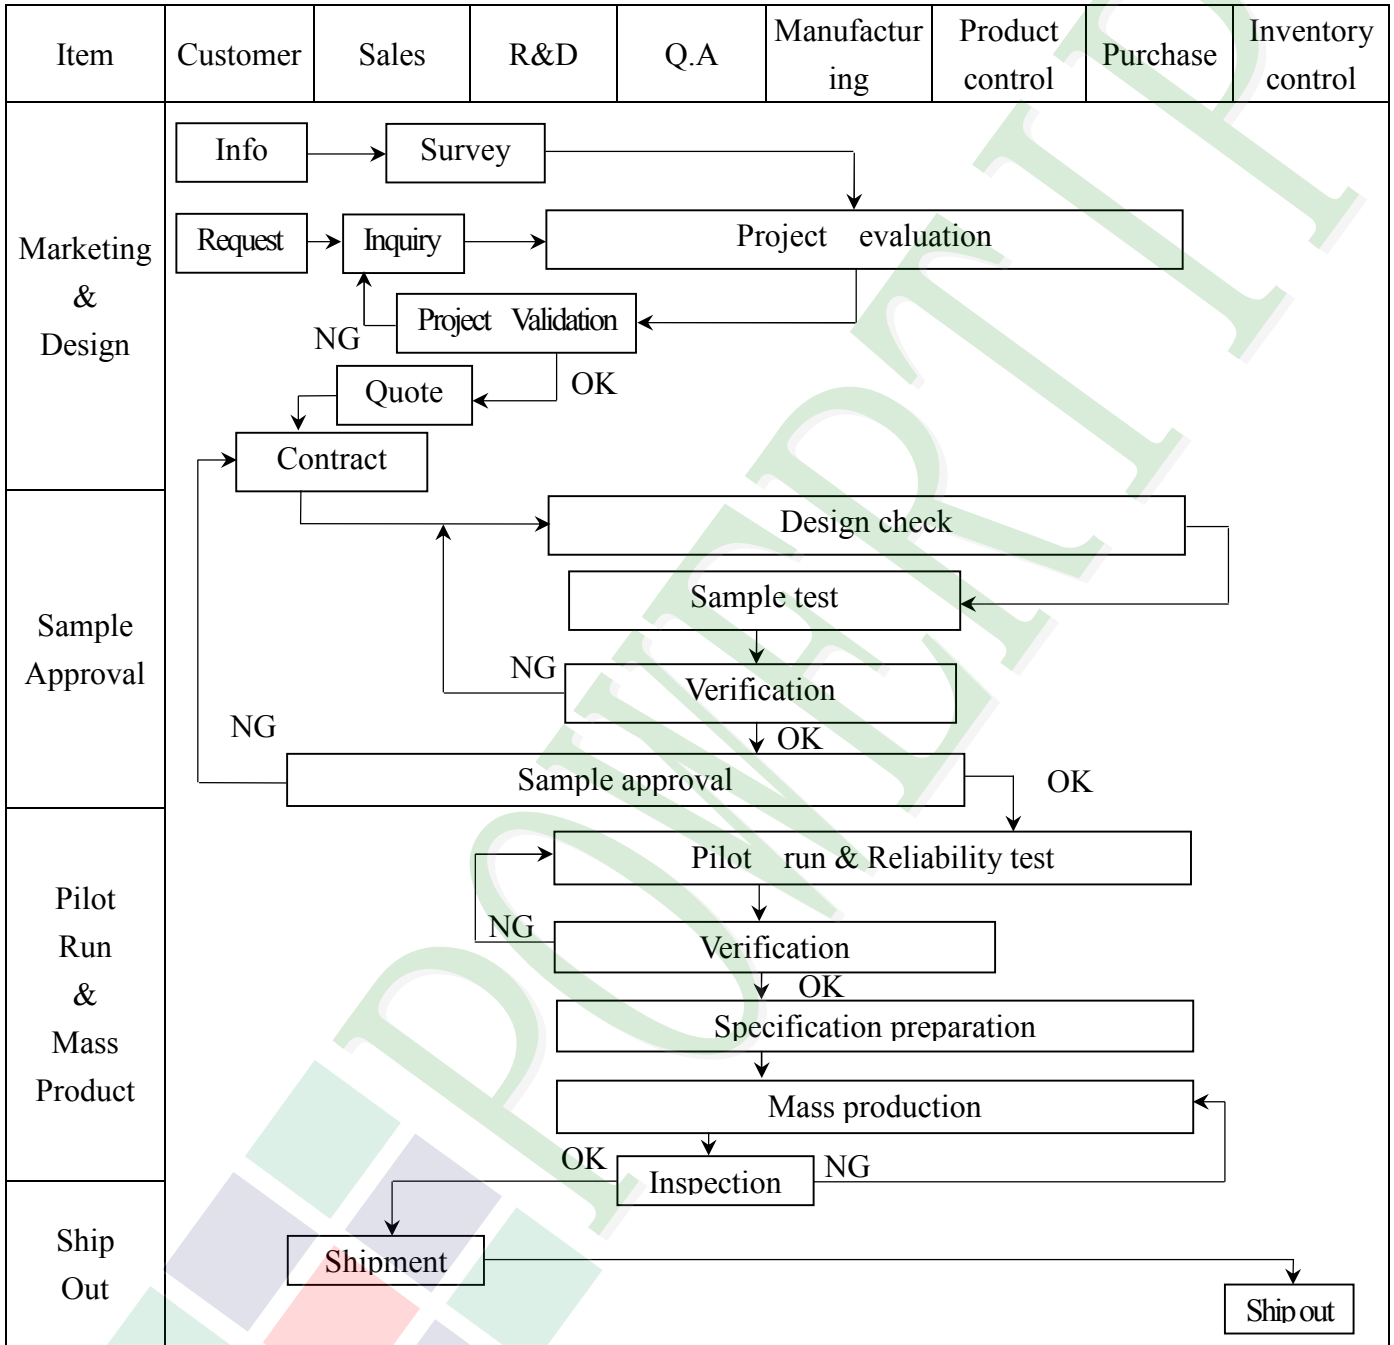 Item
Customer
Sales
R&D
Q.A
Manufactur
ing
Product
control
Purchase
Inventory
control
Marketing
&
Design
Info
Survey
Request
Inquiry
Project evaluation
NG
Project Validation
Quote
OK
Contract
Sample
Approval
Design check
Sample test
NG
Verification
NG
OK
Sample approval
OK
Pilot
Run
&
Mass
Product
Pilot run & Reliability test
NG
Verification
OK
Specification preparation
Mass production
OK
Inspection
NG
Ship
Out
Shipment
Ship out
POWERTIP